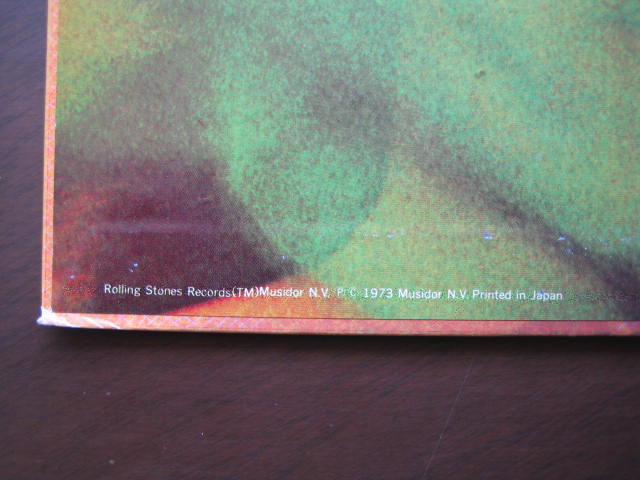 Rolling Stones Records(TM)Musidor N.V. P.C. 1973 Musidor N.V. Printed in Japan